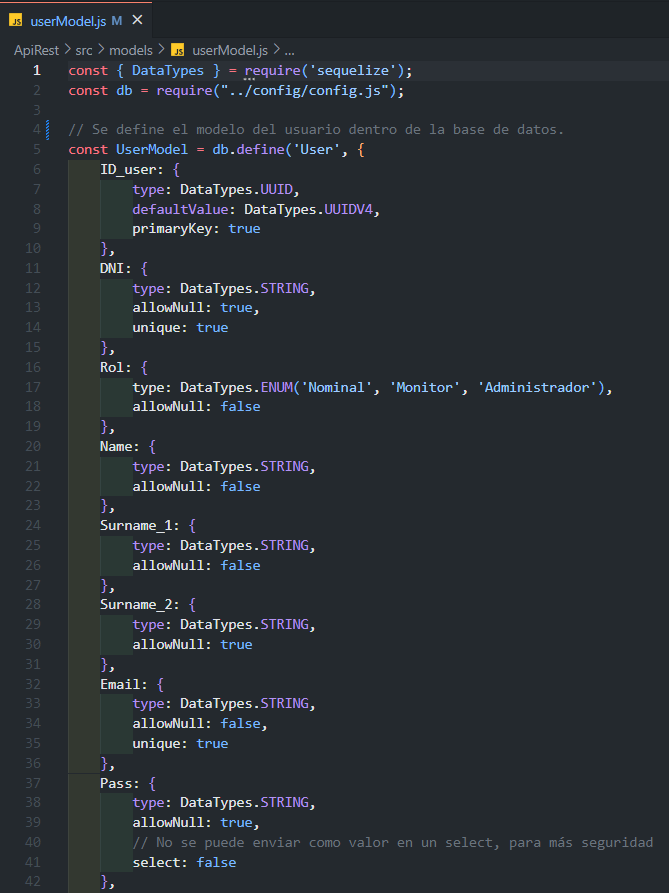 JS userModel.js M ×
ApiRest > src > models > JS userModel.js > ...
1 const { DataTypes } = require('sequelize');
2 const db = require("../config/config.js");
3
4 // Se define el modelo del usuario dentro de la base de datos.
5 const UserModel = db.define('User', {
6 ID_user: {
7 type: DataTypes.UUID,
8 defaultValue: DataTypes.UUIDV4,
9 primaryKey: true
10 },
11 DNI: {
12 type: DataTypes.STRING,
13 allowNull: true,
14 unique: true
15 },
16 Rol: {
17 type: DataTypes.ENUM('Nominal', 'Monitor', 'Administrador'),
18 allowNull: false
19 },
20 Name: {
21 type: DataTypes.STRING,
22 allowNull: false
23 },
24 Surname_1: {
25 type: DataTypes.STRING,
26 allowNull: false
27 },
28 Surname_2: {
29 type: DataTypes.STRING,
30 allowNull: true
31 },
32 Email: {
33 type: DataTypes.STRING,
34 allowNull: false,
35 unique: true
36 },
37 Pass: {
38 type: DataTypes.STRING,
39 allowNull: true,
40 // No se puede enviar como valor en un select, para más seguridad
41 select: false
42 },